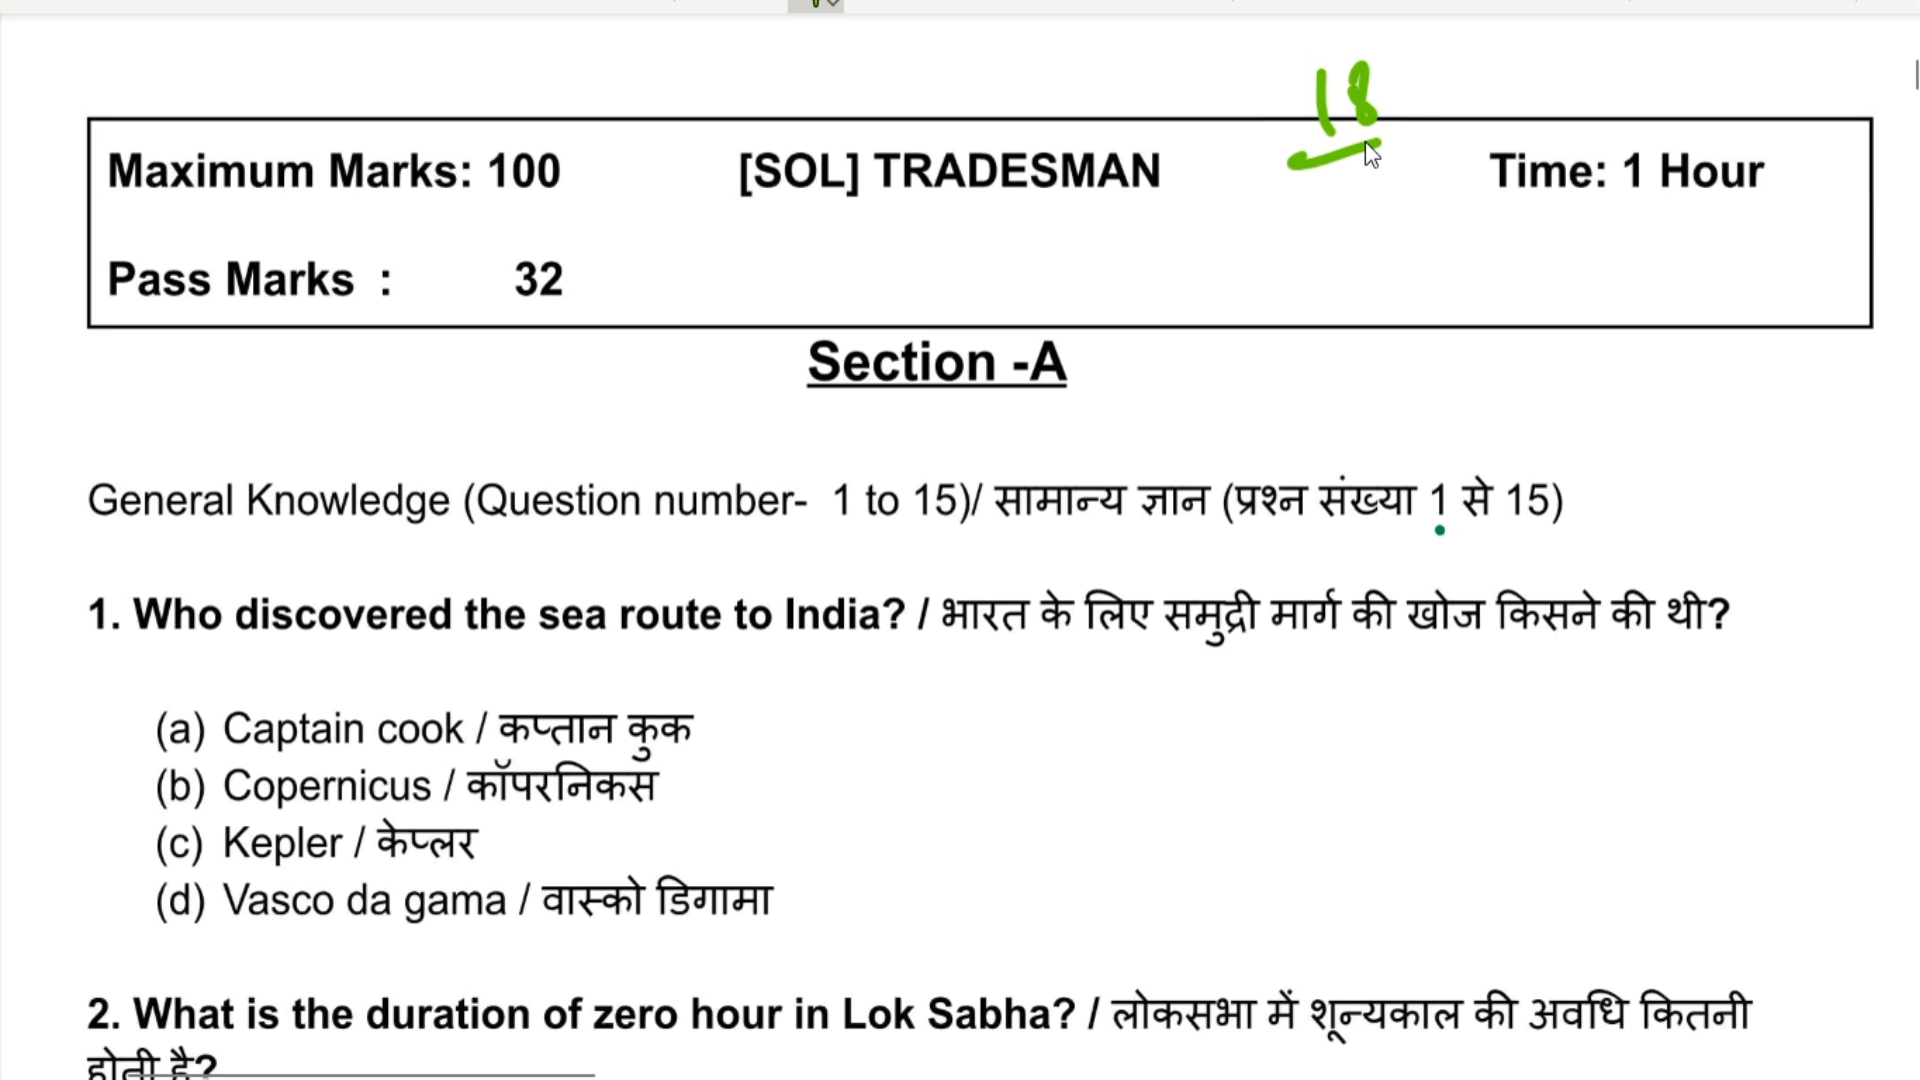 18
Maximum Marks: 100 [SOL] TRADESMAN Time: 1 Hour
Pass Marks : 32
Section -A
General Knowledge (Question number- 1 to 15)/ सामान्य ज्ञान (प्रश्न संख्या 1 से 15)
1. Who discovered the sea route to India? / भारत के लिए समुद्री मार्ग की खोज किसने की थी?
(a) Captain cook / कप्तान कुक
(b) Copernicus / कॉपरनिकस
(c) Kepler / केप्लर
(d) Vasco da gama / वास्को डिगामा
2. What is the duration of zero hour in Lok Sabha? / लोकसभा में शून्यकाल की अवधि कितनी
होती है?